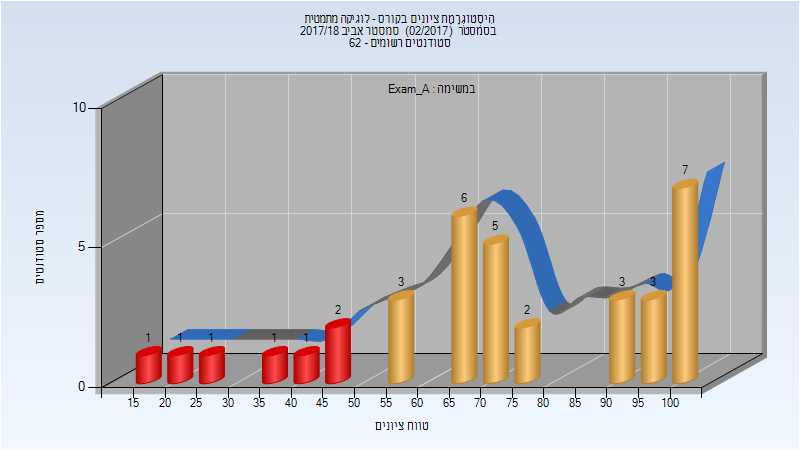 היסטוגרמת ציונים בקורס - לוגיקה מתמטית
בסמסטר (02/2017) סמסטר אביב 2017/18
סטודנטים רשומים - 62
במשימה : Exam_A
10
5
0
מספר סטודנטים
1 1 1 1 1 2 3 6 5 2 3 3 7
15 20 25 30 35 40 45 50 55 60 65 70 75 80 85 90 95 100
טווח ציונים